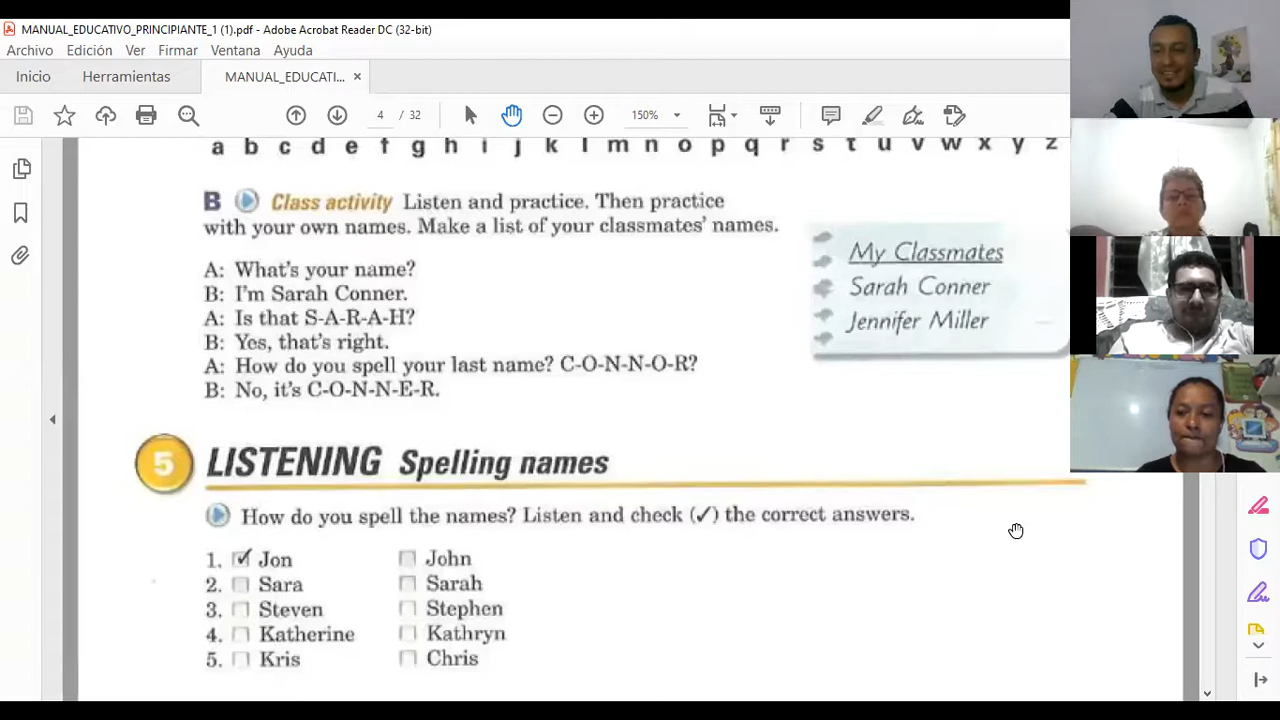 MANUAL_EDUCATIVO_PRINCIPIANTE_1 (1).pdf - Adobe Acrobat Reader DC (32-bit)
Archivo Edición Ver Firmar Ventana Ayuda
Inicio Herramientas MANUAL_EDUCATI... ×
4 / 32 150%
a b c d e f g h i j k l m n o p q r s t u v w x y z
B Class activity Listen and practice. Then practice
with your own names. Make a list of your classmates' names.
A: What's your name?
B: I'm Sarah Conner.
A: Is that S-A-R-A-H?
B: Yes, that's right.
A: How do you spell your last name? C-O-N-N-O-R?
B: No, it's C-O-N-N-E-R.
My Classmates
Sarah Conner
Jennifer Miller
5 LISTENING Spelling names
How do you spell the names? Listen and check (✓) the correct answers.
1. ✓ Jon John
2. Sara Sarah
3. Steven Stephen
4. Katherine Kathryn
5. Kris Chris